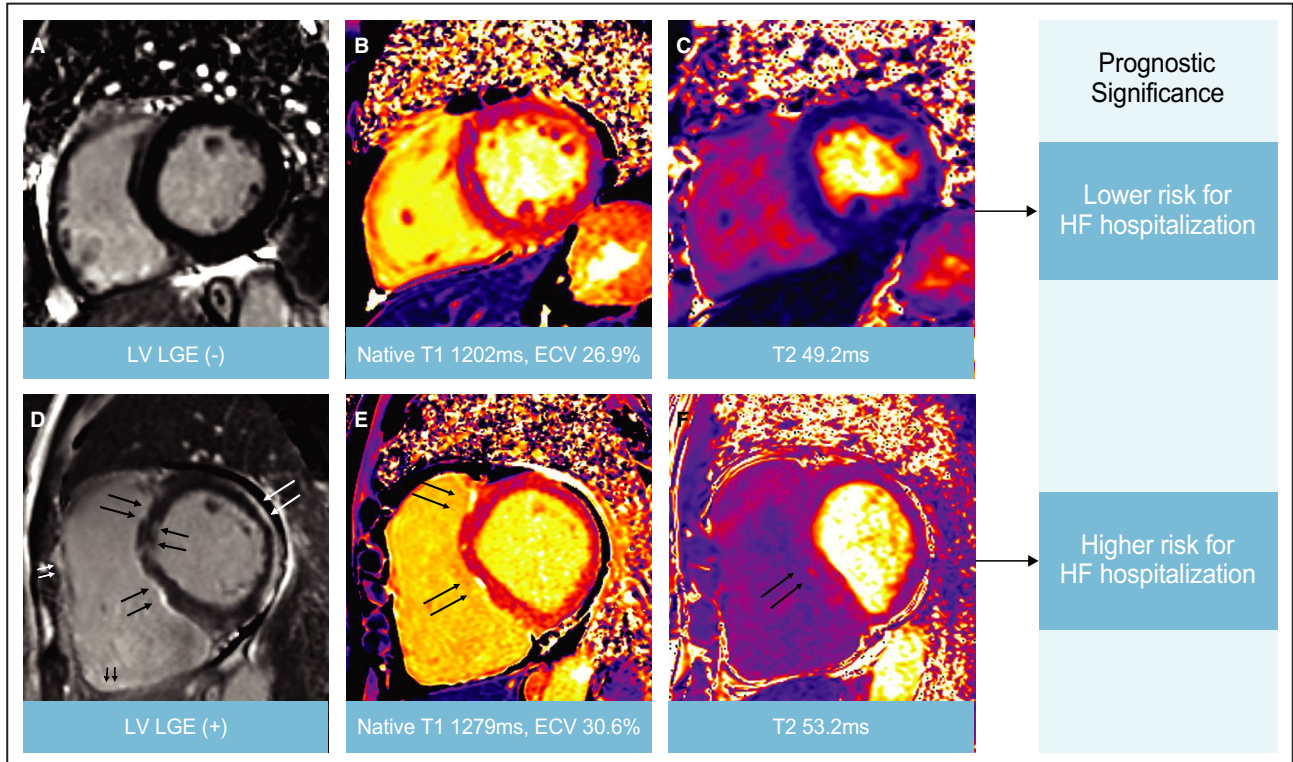 A
B
C
LV LGE (-)
Native T1 1202ms, ECV 26.9%
T2 49.2ms
D
E
F
LV LGE (+)
Native T1 1279ms, ECV 30.6%
T2 53.2ms
Prognostic
Significance
Lower risk for
HF hospitalization
Higher risk for
HF hospitalization